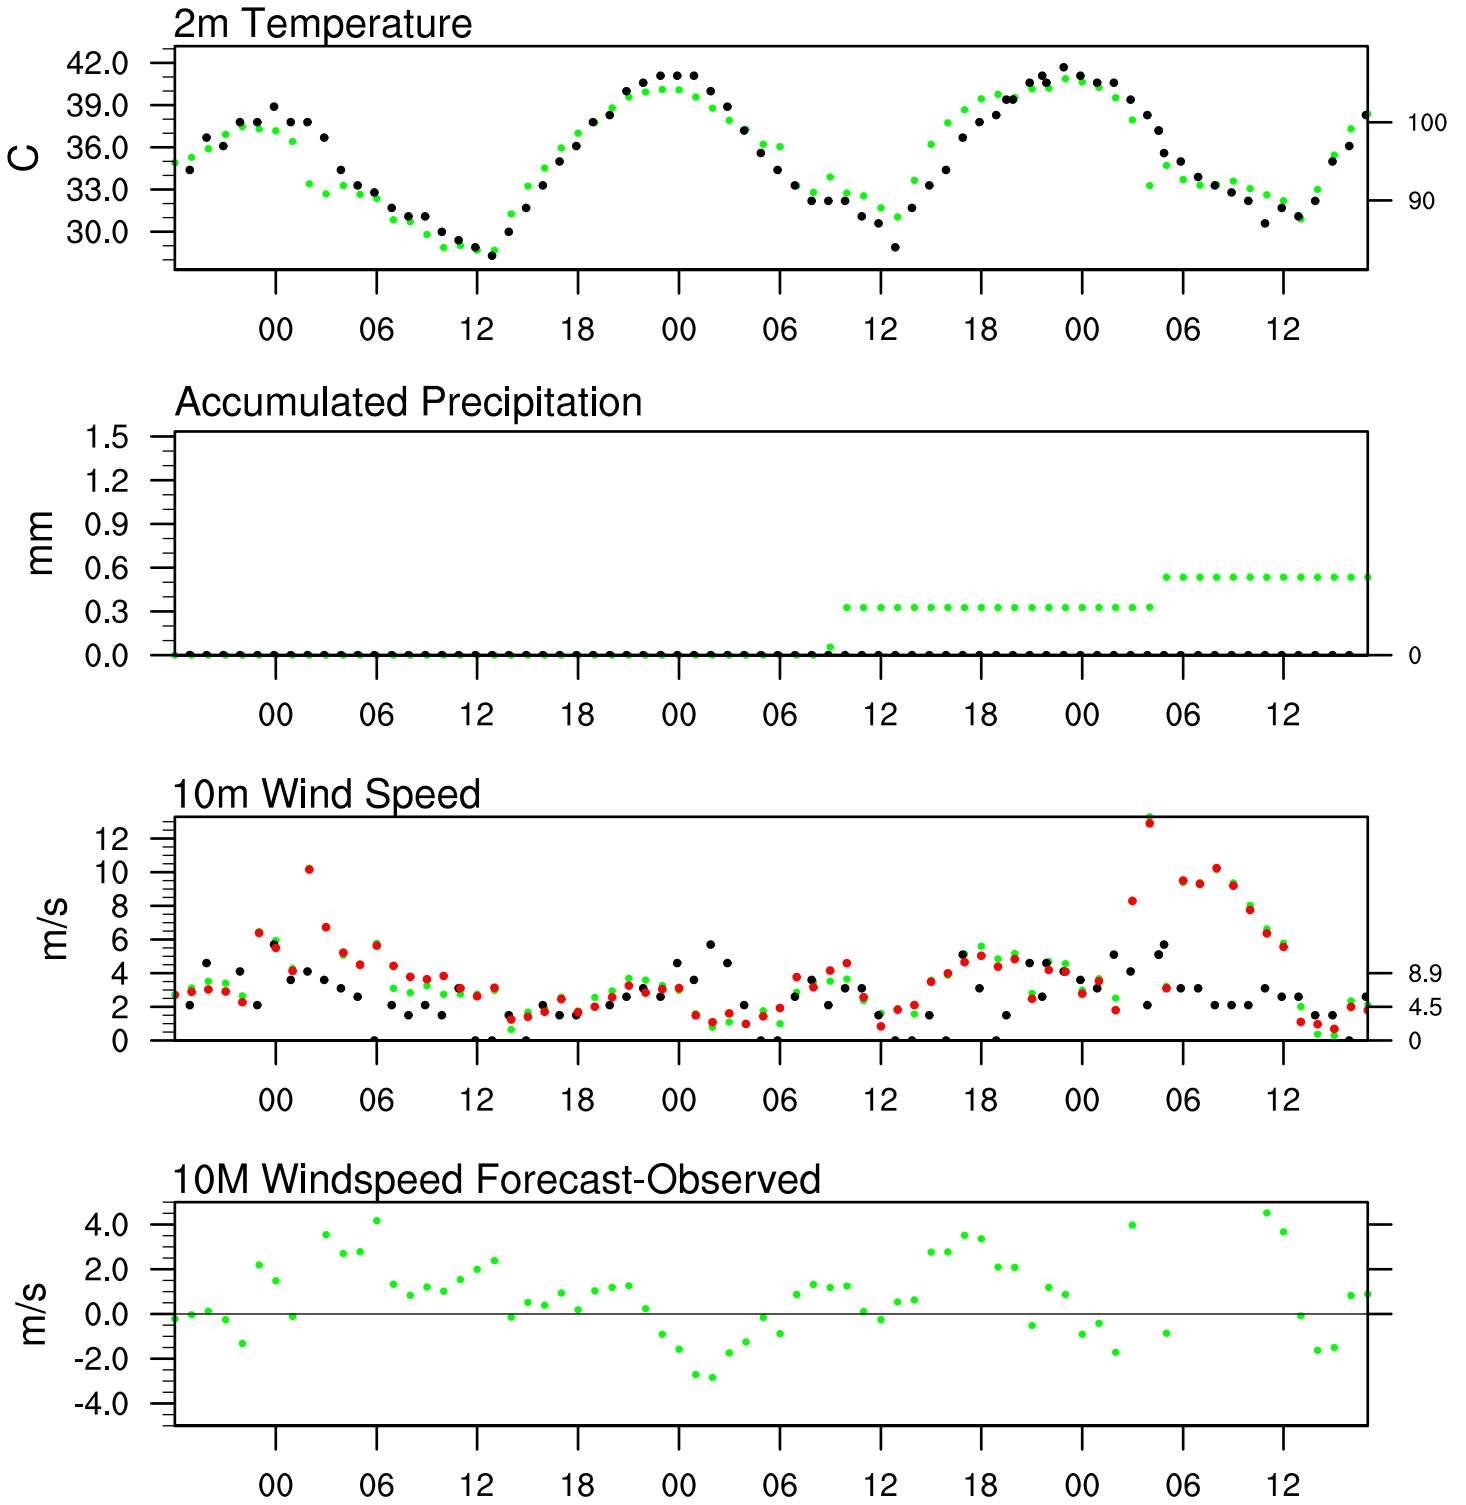 2m Temperature
42.0
39.0
36.0
33.0
30.0
C
100
90
00 06 12 18 00 06 12 18 00 06 12
Accumulated Precipitation
1.5
1.2
0.9
0.6
0.3
0.0
mm
0
00 06 12 18 00 06 12 18 00 06 12
10m Wind Speed
12
10
8
6
4
2
0
m/s
8.9
4.5
0
00 06 12 18 00 06 12 18 00 06 12
10M Windspeed Forecast-Observed
4.0
2.0
0.0
-2.0
-4.0
m/s
00 06 12 18 00 06 12 18 00 06 12